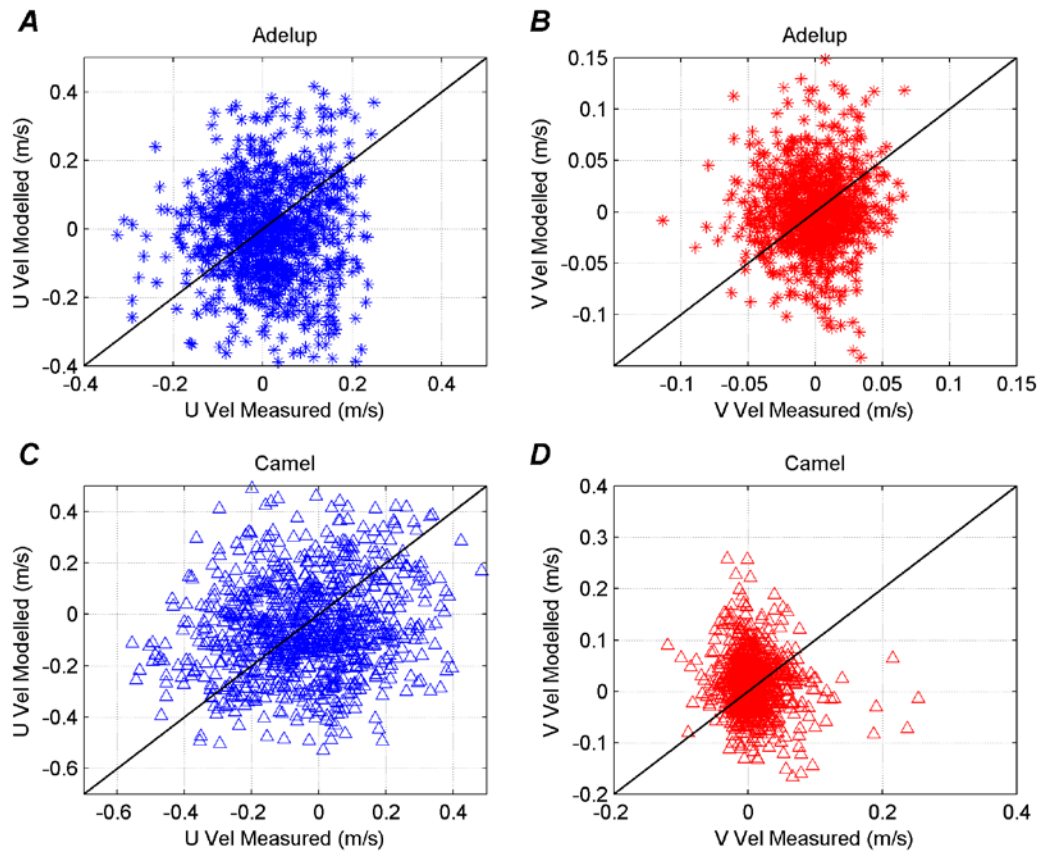 A
Adelup
U Vel Modelled (m/s)
0.4
0.2
0
-0.2
-0.4
-0.4 -0.2 0 0.2 0.4
U Vel Measured (m/s)
B
Adelup
V Vel Modelled (m/s)
0.15
0.1
0.05
0
-0.05
-0.1
-0.1 -0.05 0 0.05 0.1 0.15
V Vel Measured (m/s)
C
Camel
U Vel Modelled (m/s)
0.4
0.2
0
-0.2
-0.4
-0.6
-0.6 -0.4 -0.2 0 0.2 0.4
U Vel Measured (m/s)
D
Camel
V Vel Modelled (m/s)
0.4
0.3
0.2
0.1
0
-0.1
-0.2
-0.2 0 0.2 0.4
V Vel Measured (m/s)